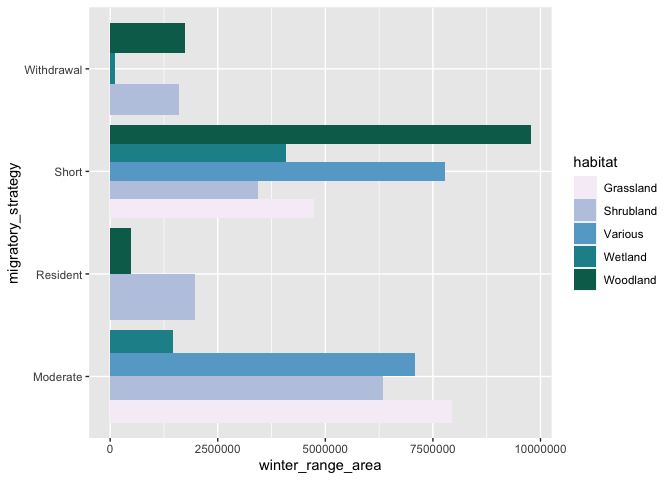 Withdrawal
Short
Resident
Moderate
migratory_strategy
0
2500000
5000000
7500000
10000000
winter_range_area
habitat
Grassland
Shrubland
Various
Wetland
Woodland